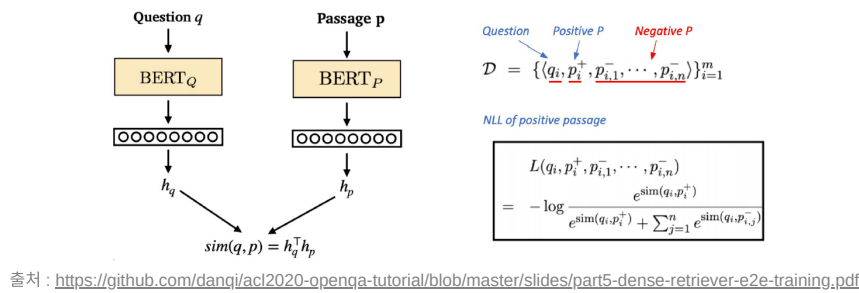 Question q
Passage p
BERT_Q
BERT_P
h_q
h_p
sim(q, p) = h_q^⊤ h_p
Question
Positive P
Negative P
𝒟 = {⟨q_i, p_i^+, p_{i,1}^−, ⋯ , p_{i,n}^−⟩}_{i=1}^m
NLL of positive passage
L(q_i, p_i^+, p_{i,1}^−, ⋯ , p_{i,n}^−)
= − log \frac{e^{sim(q_i,p_i^+)}}{e^{sim(q_i,p_i^+)} + \sum_{j=1}^n e^{sim(q_i,p_{i,j}^−)}}
출처 : https://github.com/danqi/acl2020-openqa-tutorial/blob/master/slides/part5-dense-retriever-e2e-training.pdf